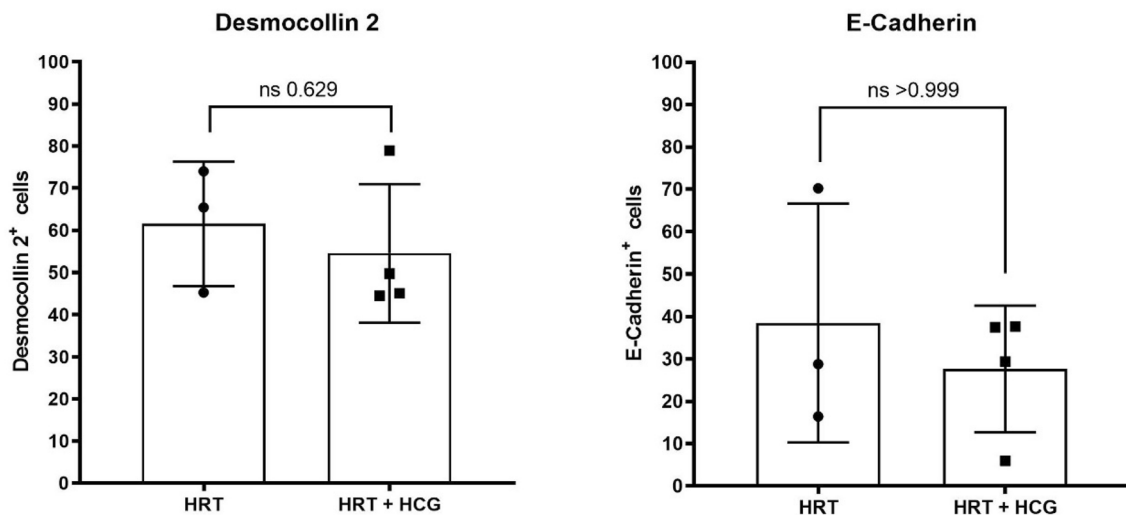 Desmocollin 2
100
90
80
70
60
50
40
30
20
10
0
Desmocollin 2⁺ cells
ns 0.629
HRT
HRT + HCG
E-Cadherin
100
90
80
70
60
50
40
30
20
10
0
E-Cadherin⁺ cells
ns >0.999
HRT
HRT + HCG